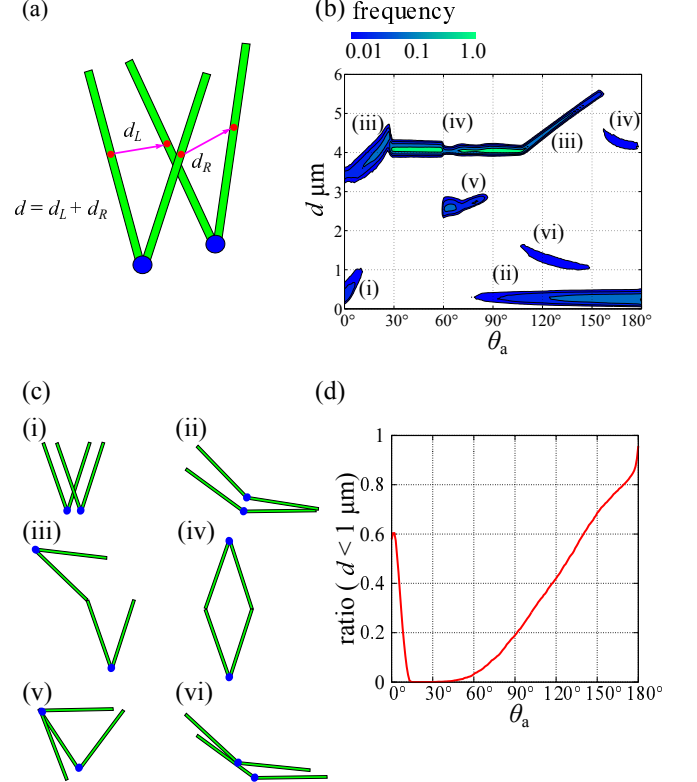 (a)
d_L
d_R
d = d_L + d_R
(b)
frequency
0.01 0.1 1.0
d μm
6
5
4
3
2
1
0
(iii)
(iv)
(iii)
(iv)
(v)
(vi)
(i)
(ii)
0° 30° 60° 90° 120° 150° 180°
θ_a
(c)
(i)
(ii)
(iii)
(iv)
(v)
(vi)
(d)
ratio ( d < 1 μm)
1
0.8
0.6
0.4
0.2
0
0° 30° 60° 90° 120° 150° 180°
θ_a